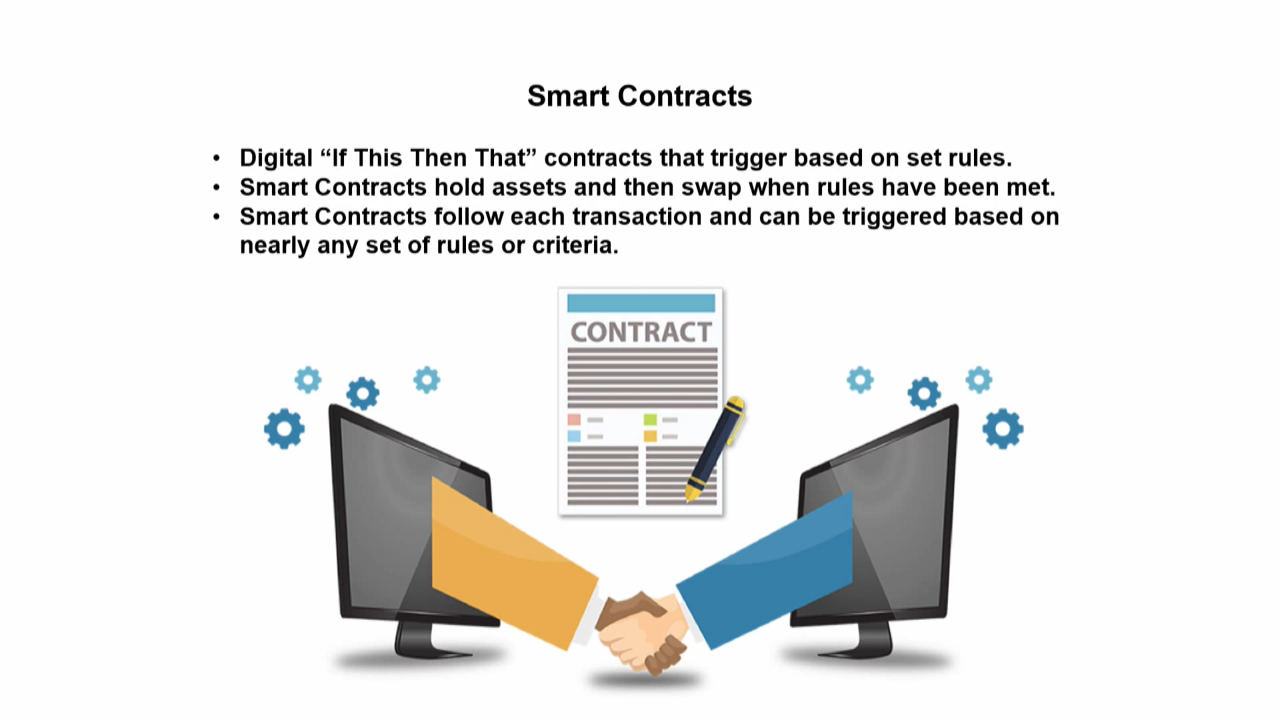 Smart Contracts
• Digital “If This Then That” contracts that trigger based on set rules.
• Smart Contracts hold assets and then swap when rules have been met.
• Smart Contracts follow each transaction and can be triggered based on
nearly any set of rules or criteria.
CONTRACT